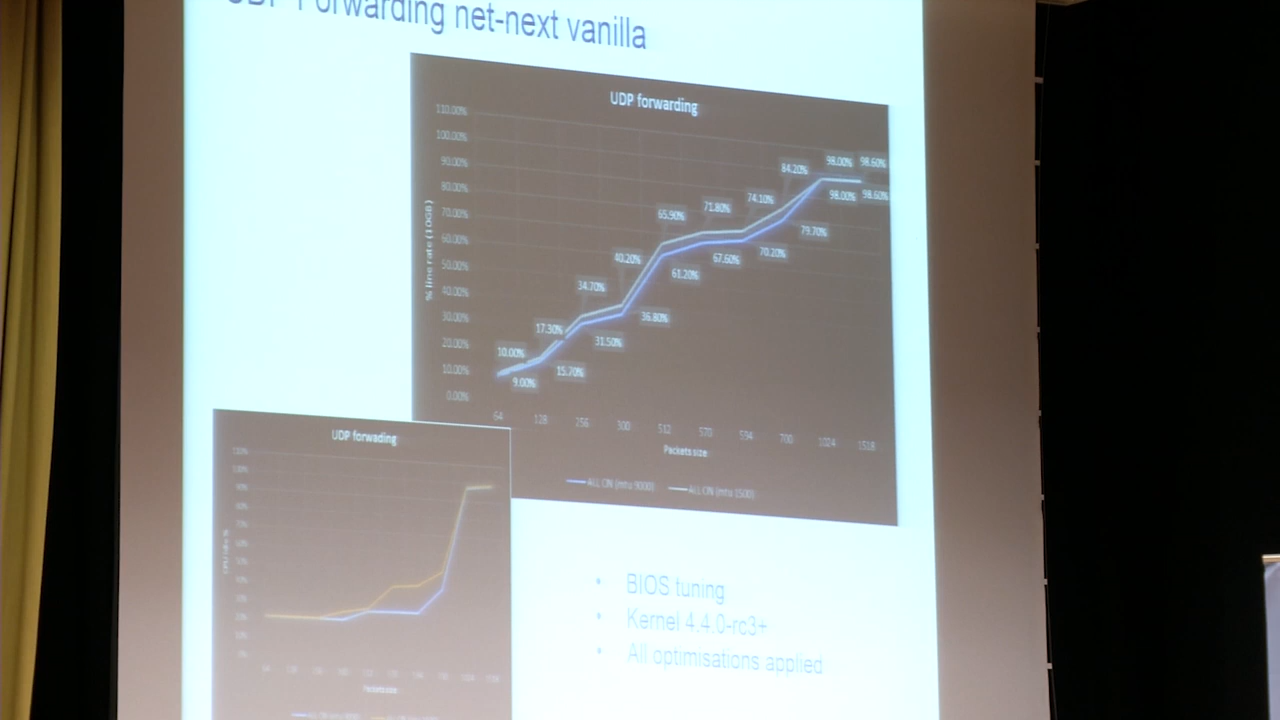 UDP Forwarding net-next vanilla
UDP forwarding
110.00%
100.00%
90.00%
80.00%
70.00%
60.00%
50.00%
40.00%
30.00%
20.00%
10.00%
0.00%
% line rate (10GB)
10.00%
17.30%
34.70%
40.20%
65.90%
71.80%
74.10%
84.20%
98.00%
98.60%
9.00%
15.70%
31.50%
36.80%
61.20%
67.60%
70.20%
79.70%
98.00%
98.60%
64 128 256 300 512 570 594 700 1024 1518
Packets size
ALL ON (mtu 9000) ALL ON (mtu 1500)
UDP forwading
Packets size
• BIOS tuning
• Kernel 4.4.0-rc3+
• All optimisations applied